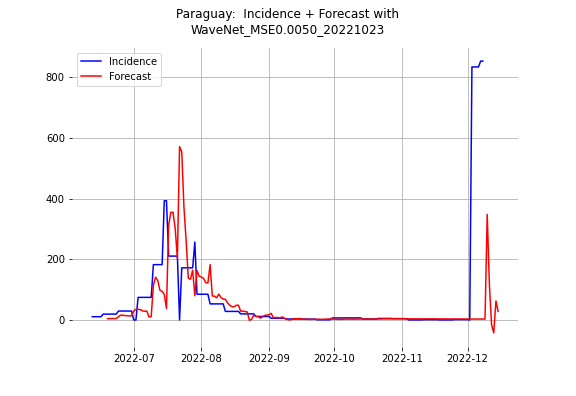 Paraguay:  Incidence + Forecast with
WaveNet_MSE0.0050_20221023
Incidence
Forecast
800
600
400
200
0
2022-07
2022-08
2022-09
2022-10
2022-11
2022-12